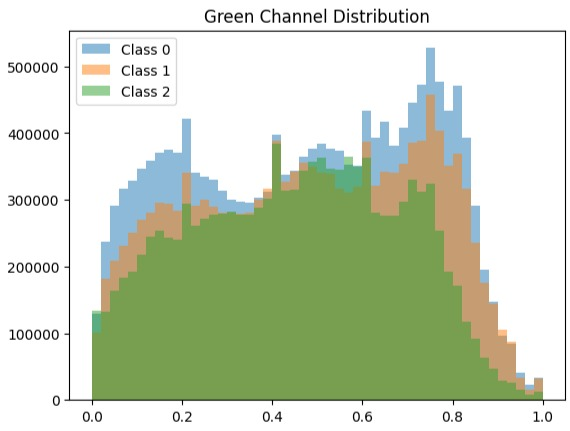 Green Channel Distribution
Class 0
Class 1
Class 2
500000
400000
300000
200000
100000
0
0.0 0.2 0.4 0.6 0.8 1.0